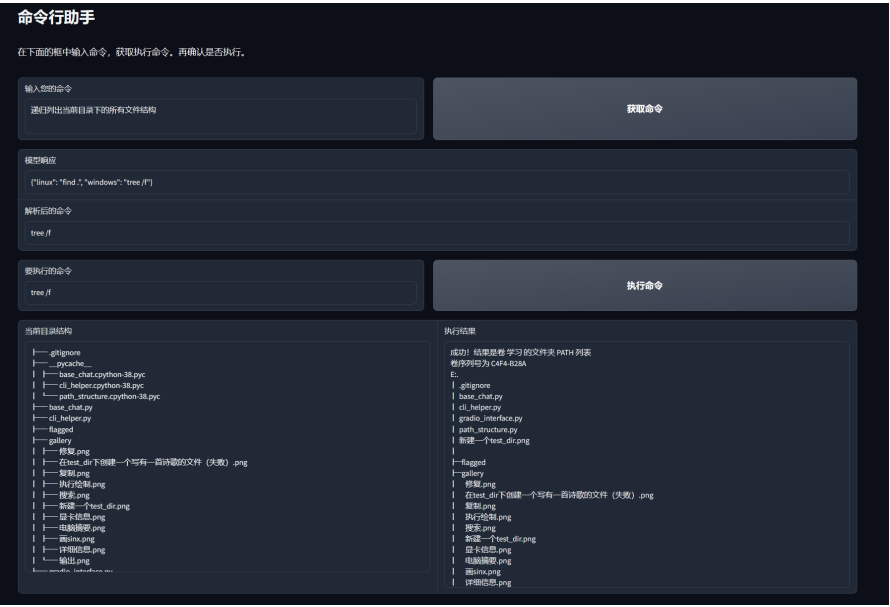 命令行助手
在下面的框中输入命令，获取执行命令。再确认是否执行。
输入您的命令
递归列出当前目录下的所有文件结构
获取命令
模型响应
{"linux": "find .", "windows": "tree /f"}
解析后的命令
tree /f
要执行的命令
tree /f
执行命令
当前目录结构
├── .gitignore
├── __pycache__
│ ├── base_chat.cpython-38.pyc
│ ├── cli_helper.cpython-38.pyc
│ └── path_structure.cpython-38.pyc
├── base_chat.py
├── cli_helper.py
├── flagged
├── gallery
│ ├── 修复.png
│ ├── 在test_dir下创建一个写有一首诗歌的文件（失败）.png
│ ├── 复制.png
│ ├── 执行绘制.png
│ ├── 搜索.png
│ ├── 新建一个test_dir.png
│ ├── 显卡信息.png
│ ├── 电脑摘要.png
│ ├── 画sinx.png
│ ├── 详细信息.png
│ └── 输出.png
├── gradio_interface.py
执行结果
成功！结果是卷 学习 的文件夹 PATH 列表
卷序列号为 C4F4-B28A
E:.
│ .gitignore
│ base_chat.py
│ cli_helper.py
│ gradio_interface.py
│ path_structure.py
│ 新建一个test_dir.png
│
├─flagged
├─gallery
│ 修复.png
│ 在test_dir下创建一个写有一首诗歌的文件（失败）.png
│ 复制.png
│ 执行绘制.png
│ 搜索.png
│ 新建一个test_dir.png
│ 显卡信息.png
│ 电脑摘要.png
│ 画sinx.png
│ 详细信息.png